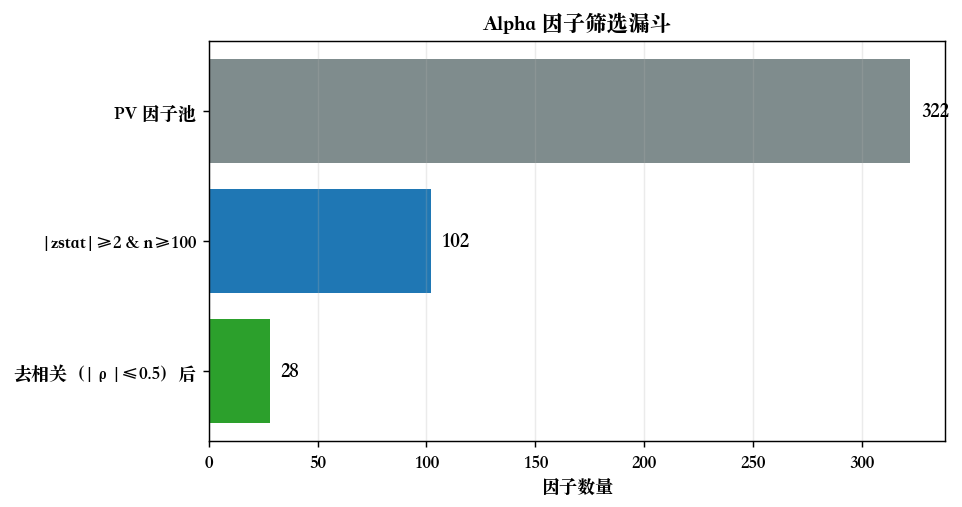 Alpha 因子筛选漏斗
PV 因子池
322
|zstat|≥2 & n≥100
102
去相关（| ρ |≤0.5）后
28
0 50 100 150 200 250 300
因子数量